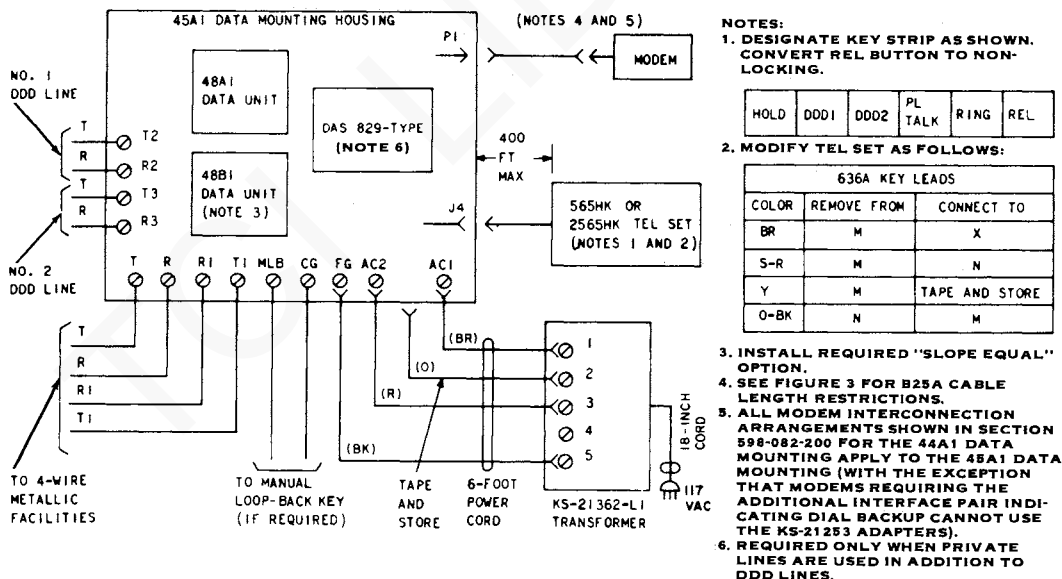 45A1 DATA MOUNTING HOUSING
(NOTES 4 AND 5)
P1
MODEM
NO. 1
DDD LINE
T
R
T2
R2
48A1
DATA UNIT
DAS 829-TYPE
(NOTE 6)
400
FT
MAX
48B1
DATA UNIT
(NOTE 3)
T
R
T3
R3
J4
565HK OR
2565HK TEL SET
(NOTES 1 AND 2)
NO. 2
DDD LINE
T R R1 T1 MLB CG FG AC2 AC1
T
R
R1
T1
(BR)
(O)
(R)
(BK)
1
2
3
4
5
18-INCH
CORD
117
VAC
TO 4-WIRE
METALLIC
FACILITIES
TO MANUAL
LOOP-BACK KEY
(IF REQUIRED)
TAPE
AND
STORE
6-FOOT
POWER
CORD
KS-21362-L1
TRANSFORMER
NOTES:
1. DESIGNATE KEY STRIP AS SHOWN.
CONVERT REL BUTTON TO NON-
LOCKING.
HOLD DDD1 DDD2 PL TALK RING REL
2. MODIFY TEL SET AS FOLLOWS:
636A KEY LEADS
COLOR REMOVE FROM CONNECT TO
BR M X
S-R M N
Y M TAPE AND STORE
O-BK N M
3. INSTALL REQUIRED "SLOPE EQUAL"
OPTION.
4. SEE FIGURE 3 FOR B25A CABLE
LENGTH RESTRICTIONS.
5. ALL MODEM INTERCONNECTION
ARRANGEMENTS SHOWN IN SECTION
598-082-200 FOR THE 44A1 DATA
MOUNTING APPLY TO THE 45A1 DATA
MOUNTING (WITH THE EXCEPTION
THAT MODEMS REQUIRING THE
ADDITIONAL INTERFACE PAIR INDI-
CATING DIAL BACKUP CANNOT USE
THE KS-21253 ADAPTERS).
6. REQUIRED ONLY WHEN PRIVATE
LINES ARE USED IN ADDITION TO
DDD LINES.